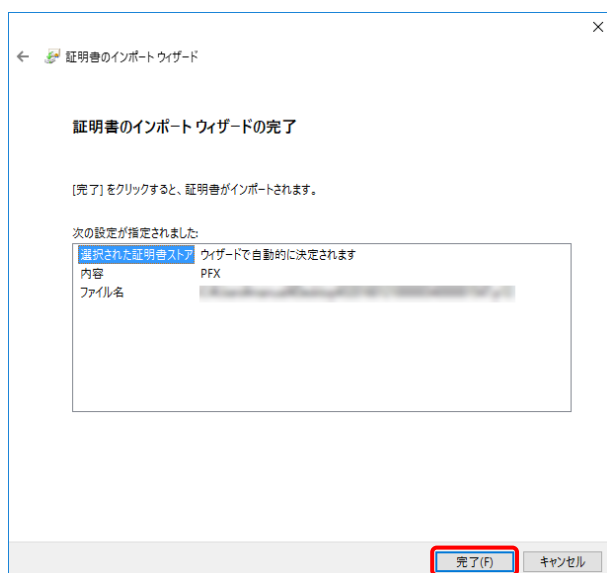 証明書のインポート ウィザード
証明書のインポート ウィザードの完了
[完了] をクリックすると、証明書がインポートされます。
次の設定が指定されました:
選択された証明書ストア ウィザードで自動的に決定されます
内容 PFX
ファイル名
完了(F) キャンセル